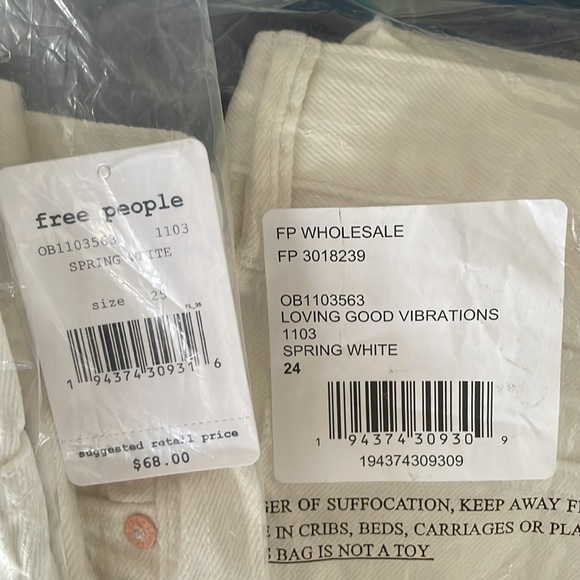 free people
OB1103563 1103
SPRING WHITE
size 25
1 94374 30931 6
suggested retail price
$68.00
FP WHOLESALE
FP 3018239
OB1103563
LOVING GOOD VIBRATIONS
1103
SPRING WHITE
24
1 94374 30930 9
194374309309
GER OF SUFFOCATION, KEEP AWAY F
IN CRIBS, BEDS, CARRIAGES OR PLA
BAG IS NOT A TOY